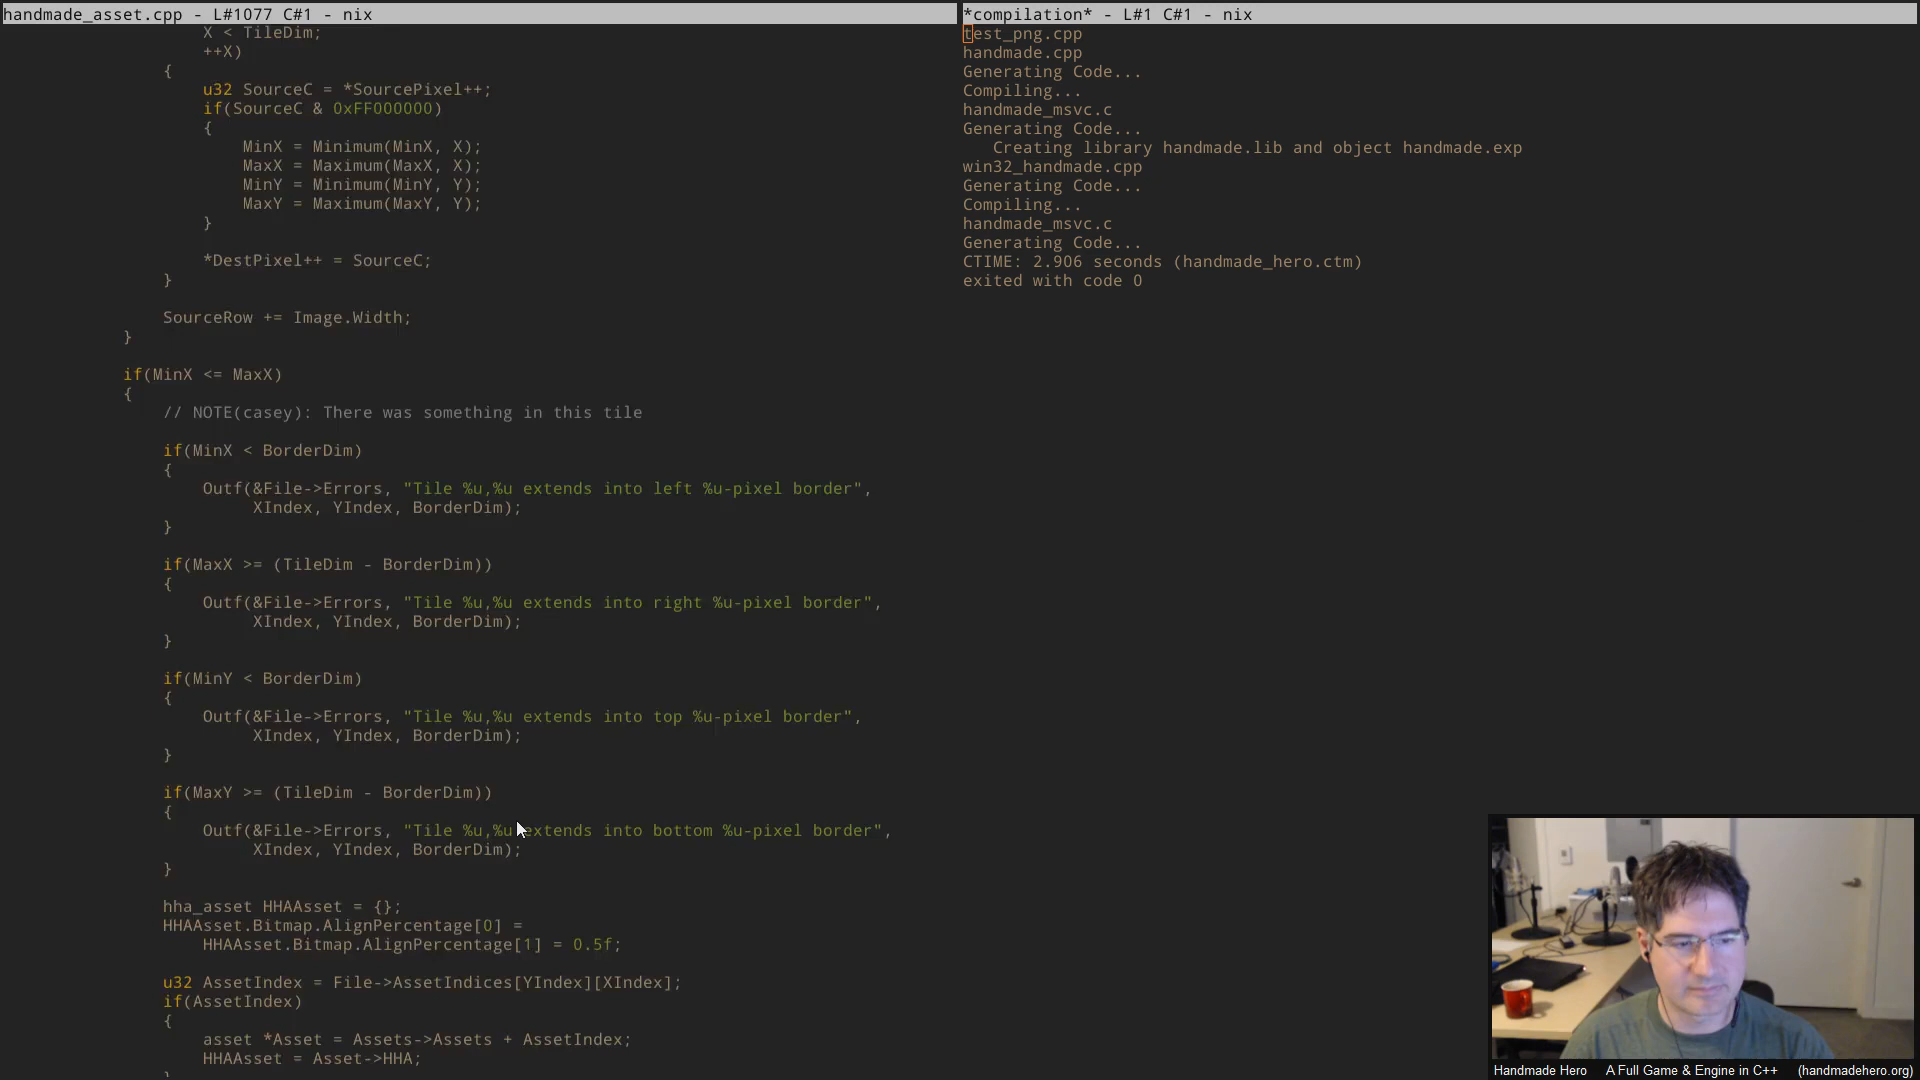 handmade_asset.cpp - L#1077 C#1 - nix
X < TileDim;
++X)
{
u32 SourceC = *SourcePixel++;
if(SourceC & 0xFF000000)
{
MinX = Minimum(MinX, X);
MaxX = Maximum(MaxX, X);
MinY = Minimum(MinY, Y);
MaxY = Maximum(MaxY, Y);
}
*DestPixel++ = SourceC;
}
SourceRow += Image.Width;
}
if(MinX <= MaxX)
{
// NOTE(casey): There was something in this tile
if(MinX < BorderDim)
{
Outf(&File->Errors, "Tile %u,%u extends into left %u-pixel border",
XIndex, YIndex, BorderDim);
}
if(MaxX >= (TileDim - BorderDim))
{
Outf(&File->Errors, "Tile %u,%u extends into right %u-pixel border",
XIndex, YIndex, BorderDim);
}
if(MinY < BorderDim)
{
Outf(&File->Errors, "Tile %u,%u extends into top %u-pixel border",
XIndex, YIndex, BorderDim);
}
if(MaxY >= (TileDim - BorderDim))
{
Outf(&File->Errors, "Tile %u,%u extends into bottom %u-pixel border",
XIndex, YIndex, BorderDim);
}
hha_asset HHAAsset = {};
HHAAsset.Bitmap.AlignPercentage[0] =
HHAAsset.Bitmap.AlignPercentage[1] = 0.5f;
u32 AssetIndex = File->AssetIndices[YIndex][XIndex];
if(AssetIndex)
{
asset *Asset = Assets->Assets + AssetIndex;
HHAAsset = Asset->HHA;
}
*compilation* - L#1 C#1 - nix
test_png.cpp
handmade.cpp
Generating Code...
Compiling...
handmade_msvc.c
Generating Code...
Creating library handmade.lib and object handmade.exp
win32_handmade.cpp
Generating Code...
Compiling...
handmade_msvc.c
Generating Code...
CTIME: 2.906 seconds (handmade_hero.ctm)
exited with code 0
Handmade Hero A Full Game & Engine in C++ (handmadehero.org)